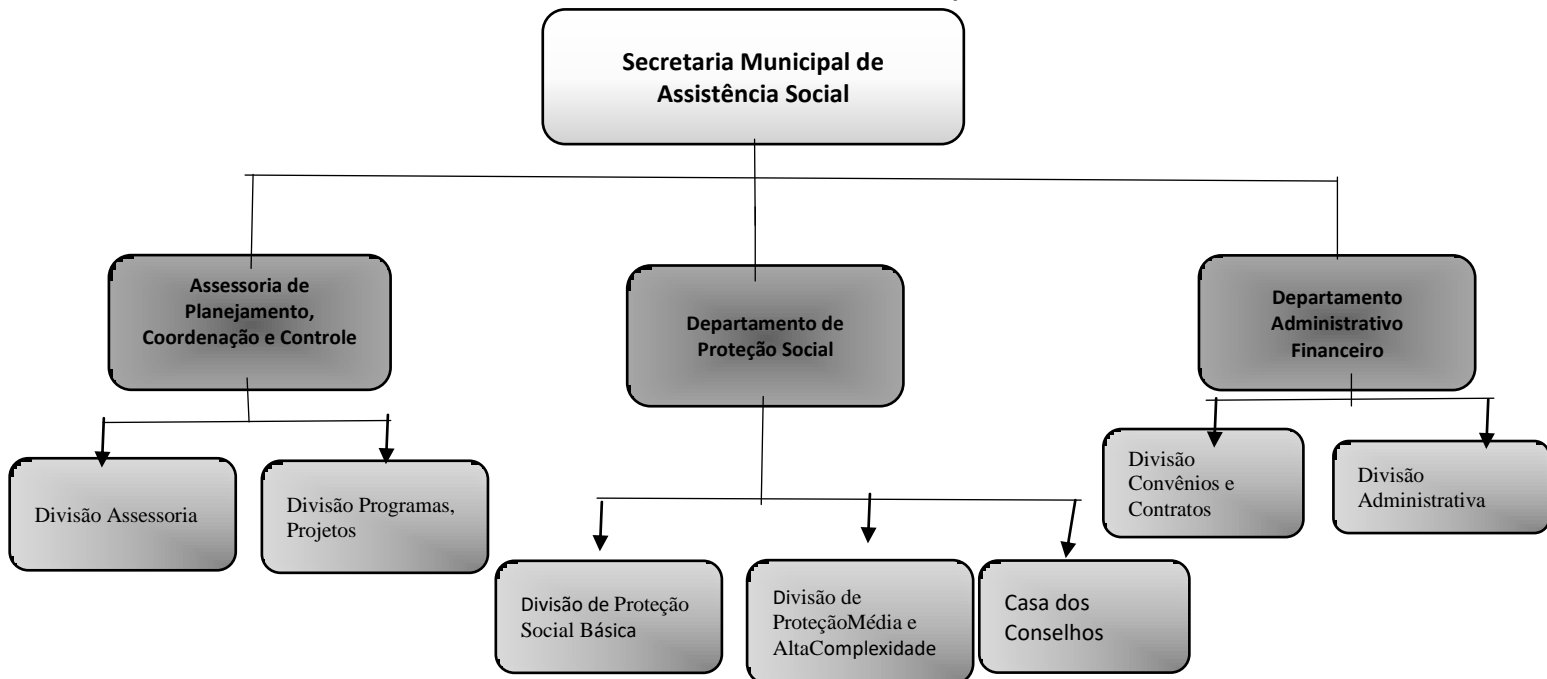 Secretaria Municipal de
Assistência Social
Assessoria de
Planejamento,
Coordenação e Controle
Departamento de
Proteção Social
Departamento
Administrativo
Financeiro
Divisão Assessoria
Divisão Programas,
Projetos
Divisão
Convênios e
Contratos
Divisão
Administrativa
Divisão de Proteção
Social Básica
Divisão de
ProteçãoMédia e
AltaComplexidade
Casa dos
Conselhos